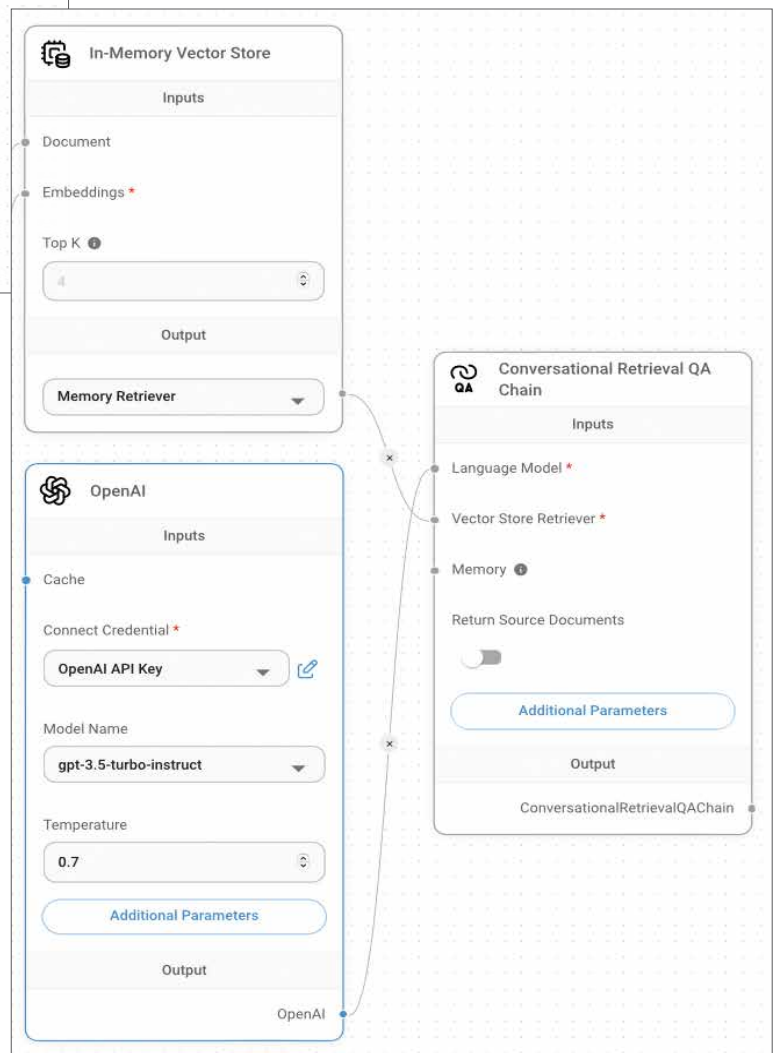 In-Memory Vector Store
Inputs
Document
Embeddings *
Top K
4
Output
Memory Retriever
OpenAI
Inputs
Cache
Connect Credential *
OpenAI API Key
Model Name
gpt-3.5-turbo-instruct
Temperature
0.7
Additional Parameters
Output
OpenAI
QA
Conversational Retrieval QA
Chain
Inputs
Language Model *
Vector Store Retriever *
Memory
Return Source Documents
Additional Parameters
Output
ConversationalRetrievalQAChain